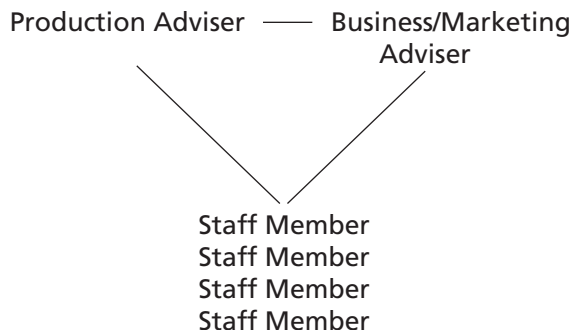 Production Adviser
Business/Marketing
Adviser
Staff Member
Staff Member
Staff Member
Staff Member